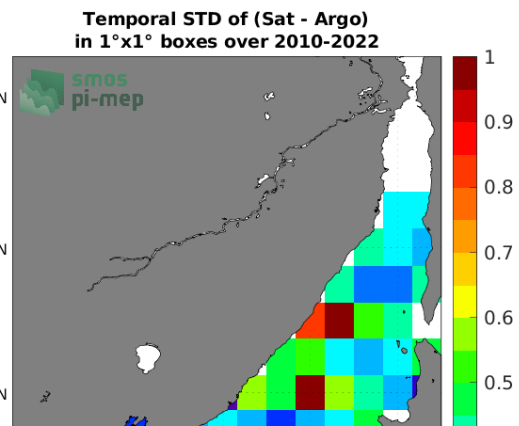 Temporal STD of (Sat - Argo)
in 1°x1° boxes over 2010-2022
smos
pi-mep
N
N
N
1
0.9
0.8
0.7
0.6
0.5